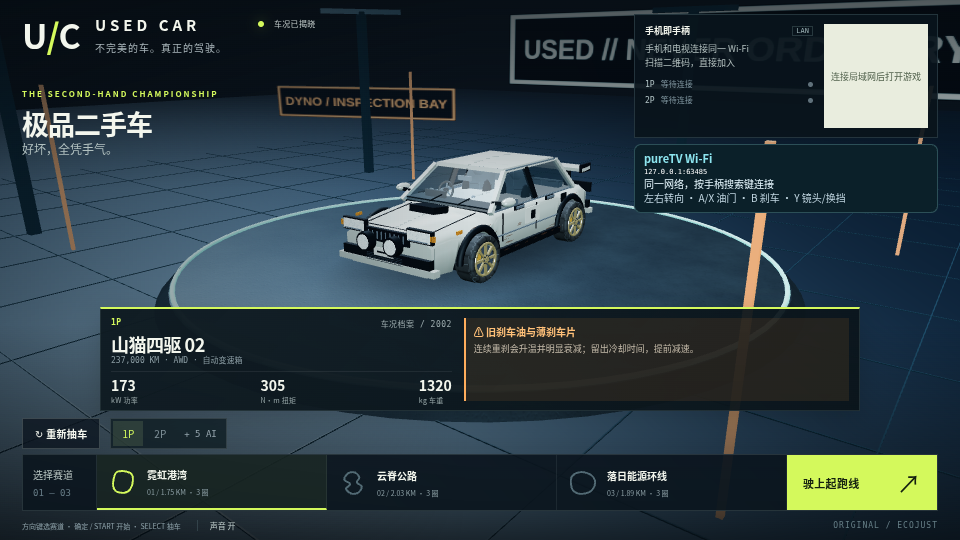 U/C
USED CAR
不完美的车。真正的驾驶。
车况已揭晓
USED // N
DYNO / INSPECTION BAY
手机即手柄
LAN
手机和电视连接同一 Wi-Fi
扫描二维码，直接加入
1P 等待连接
2P 等待连接
连接局域网后打开游戏
THE SECOND-HAND CHAMPIONSHIP
极品二手车
好坏，全凭手气。
pureTV Wi-Fi
127.0.0.1:63485
同一网络，按手柄搜索键连接
左右转向 · A/X 油门 · B 刹车 · Y 镜头/换挡
1P
车况档案 / 2002
山猫四驱 02
237,000 KM · AWD · 自动变速箱
173
kW 功率
305
N·m 扭矩
1320
kg 车重
⚠ 旧刹车油与薄刹车片
连续重刹会升温并明显衰减；留出冷却时间，提前减速。
↻ 重新抽车
1P
2P
+ 5 AI
选择赛道
01 — 03
霓虹港湾
01 / 1.75 KM · 3 圈
云脊公路
02 / 2.03 KM · 3 圈
落日能源环线
03 / 1.89 KM · 3 圈
驶上起跑线
方向键选赛道 · 确定 / START 开始 · SELECT 抽车
声音 开
ORIGINAL / ECOJUST